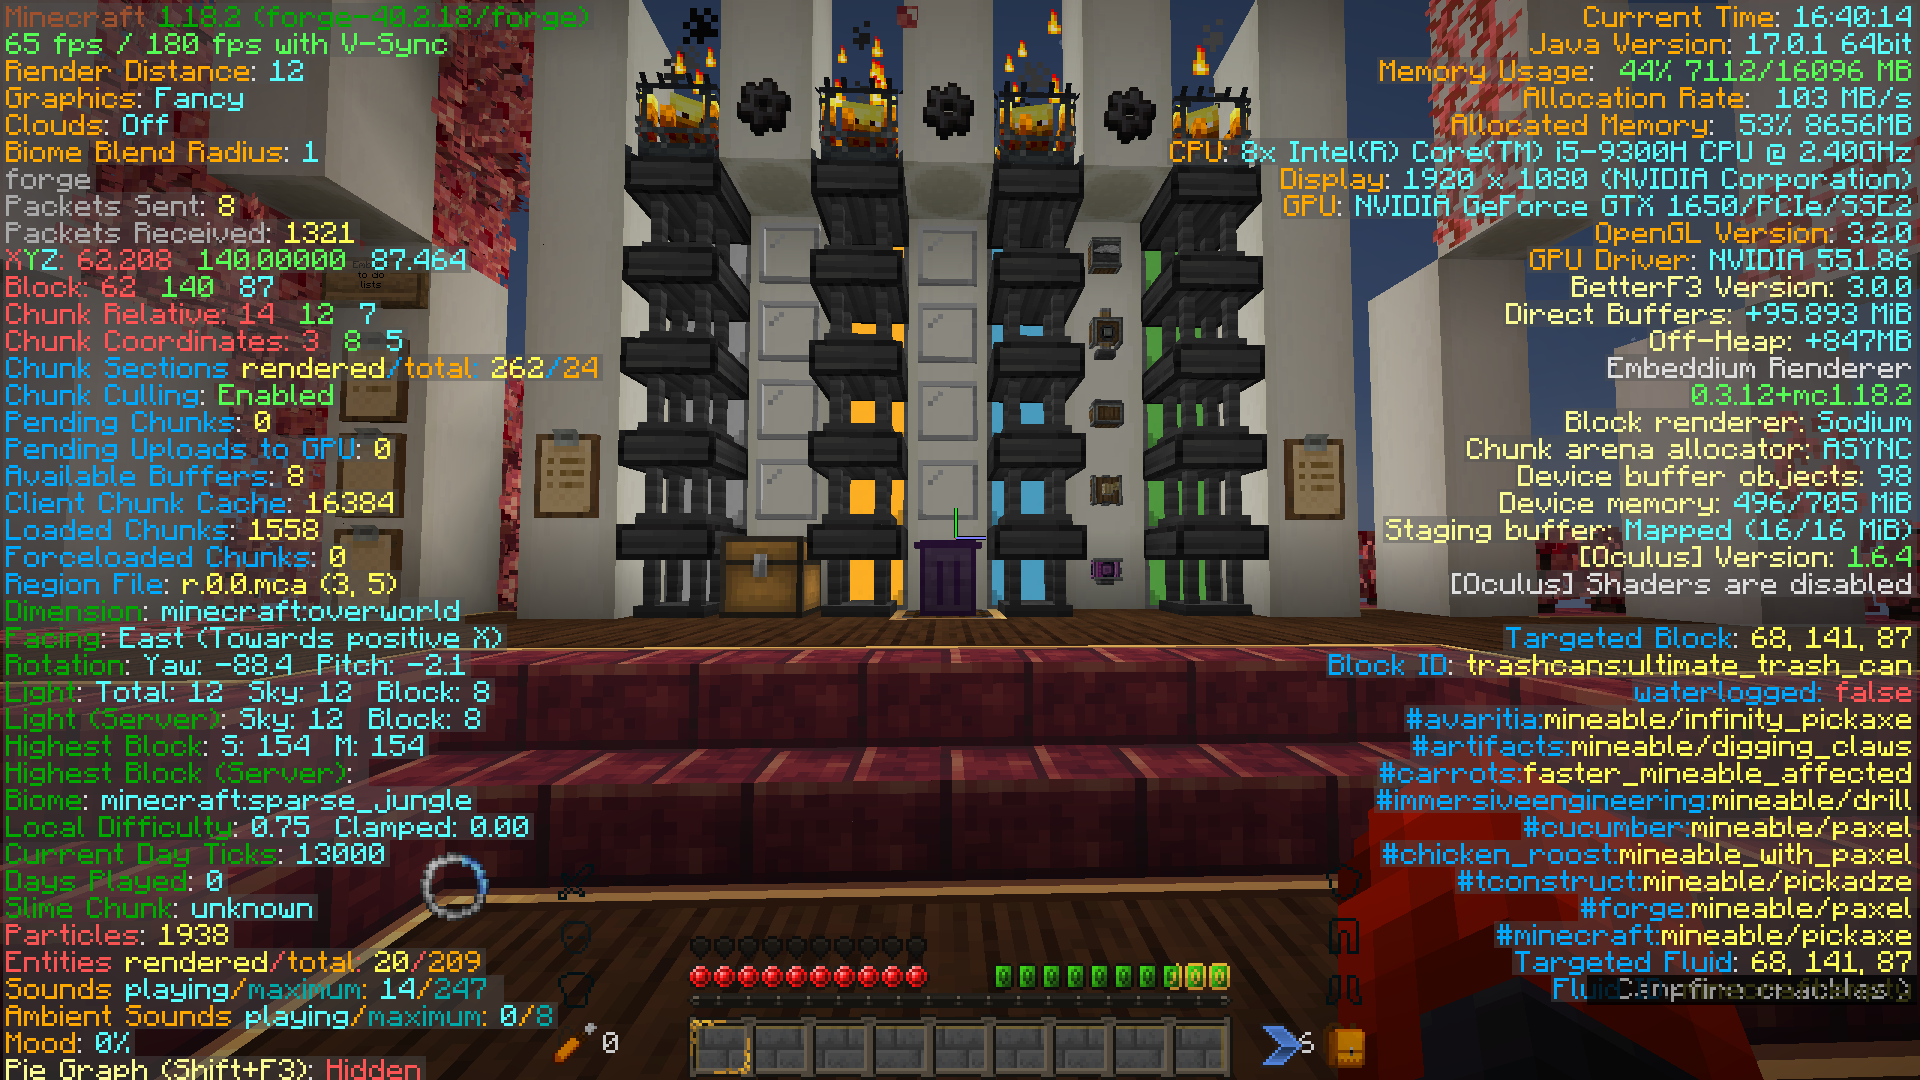 Minecraft 1.18.2 (forge-40.2.18/forge)
65 fps / 180 fps with V-Sync
Render Distance: 12
Graphics: Fancy
Clouds: Off
Biome Blend Radius: 1
forge
Packets Sent: 8
Packets Received: 1321
XYZ: 62.208 140.00000 87.464
Block: 62 140 87
Chunk Relative: 14 12 7
Chunk Coordinates: 3 8 5
Chunk Sections rendered/total: 262/24
Chunk Culling: Enabled
Pending Chunks: 0
Pending Uploads to GPU: 0
Available Buffers: 8
Client Chunk Cache: 16384
Loaded Chunks: 1558
Forceloaded Chunks: 0
Region File: r.0.0.mca (3, 5)
Dimension: minecraft:overworld
Facing: East (Towards positive X)
Rotation: Yaw: -88.4 Pitch: -2.1
Light: Total: 12 Sky: 12 Block: 8
Light (Server): Sky: 12 Block: 8
Highest Block: S: 154 M: 154
Highest Block (Server):
Biome: minecraft:sparse_jungle
Local Difficulty: 0.75 Clamped: 0.00
Current Day Ticks: 13000
Days Played: 0
Slime Chunk: unknown
Particles: 1938
Entities rendered/total: 20/209
Sounds playing/maximum: 14/247
Ambient Sounds playing/maximum: 0/8
Mood: 0%
Pie Graph (Shift+F3): Hidden
to do
lists
0
6
Current Time: 16:40:14
Java Version: 17.0.1 64bit
Memory Usage: 44% 7112/16096 MB
Allocation Rate: 103 MB/s
Allocated Memory: 53% 8656MB
CPU: 8x Intel(R) Core(TM) i5-9300H CPU @ 2.40GHz
Display: 1920 x 1080 (NVIDIA Corporation)
GPU: NVIDIA GeForce GTX 1650/PCIe/SSE2
OpenGL Version: 3.2.0
GPU Driver: NVIDIA 551.86
BetterF3 Version: 3.0.0
Direct Buffers: +95.893 MiB
Off-Heap: +847MB
Embeddium Renderer
0.3.12+mc1.18.2
Block renderer: Sodium
Chunk arena allocator: ASYNC
Device buffer objects: 98
Device memory: 496/705 MiB
Staging buffer: Mapped (16/16 MiB)
[Oculus] Version: 1.6.4
[Oculus] Shaders are disabled
Targeted Block: 68, 141, 87
Block ID: trashcans:ultimate_trash_can
waterlogged: false
#avaritia:mineable/infinity_pickaxe
#artifacts:mineable/digging_claws
#carrots:faster_mineable_affected
#immersiveengineering:mineable/drill
#cucumber:mineable/paxel
#chicken_roost:mineable_with_paxel
#tconstruct:mineable/pickadze
#forge:mineable/paxel
#minecraft:mineable/pickaxe
Targeted Fluid: 68, 141, 87
Campfire crackles